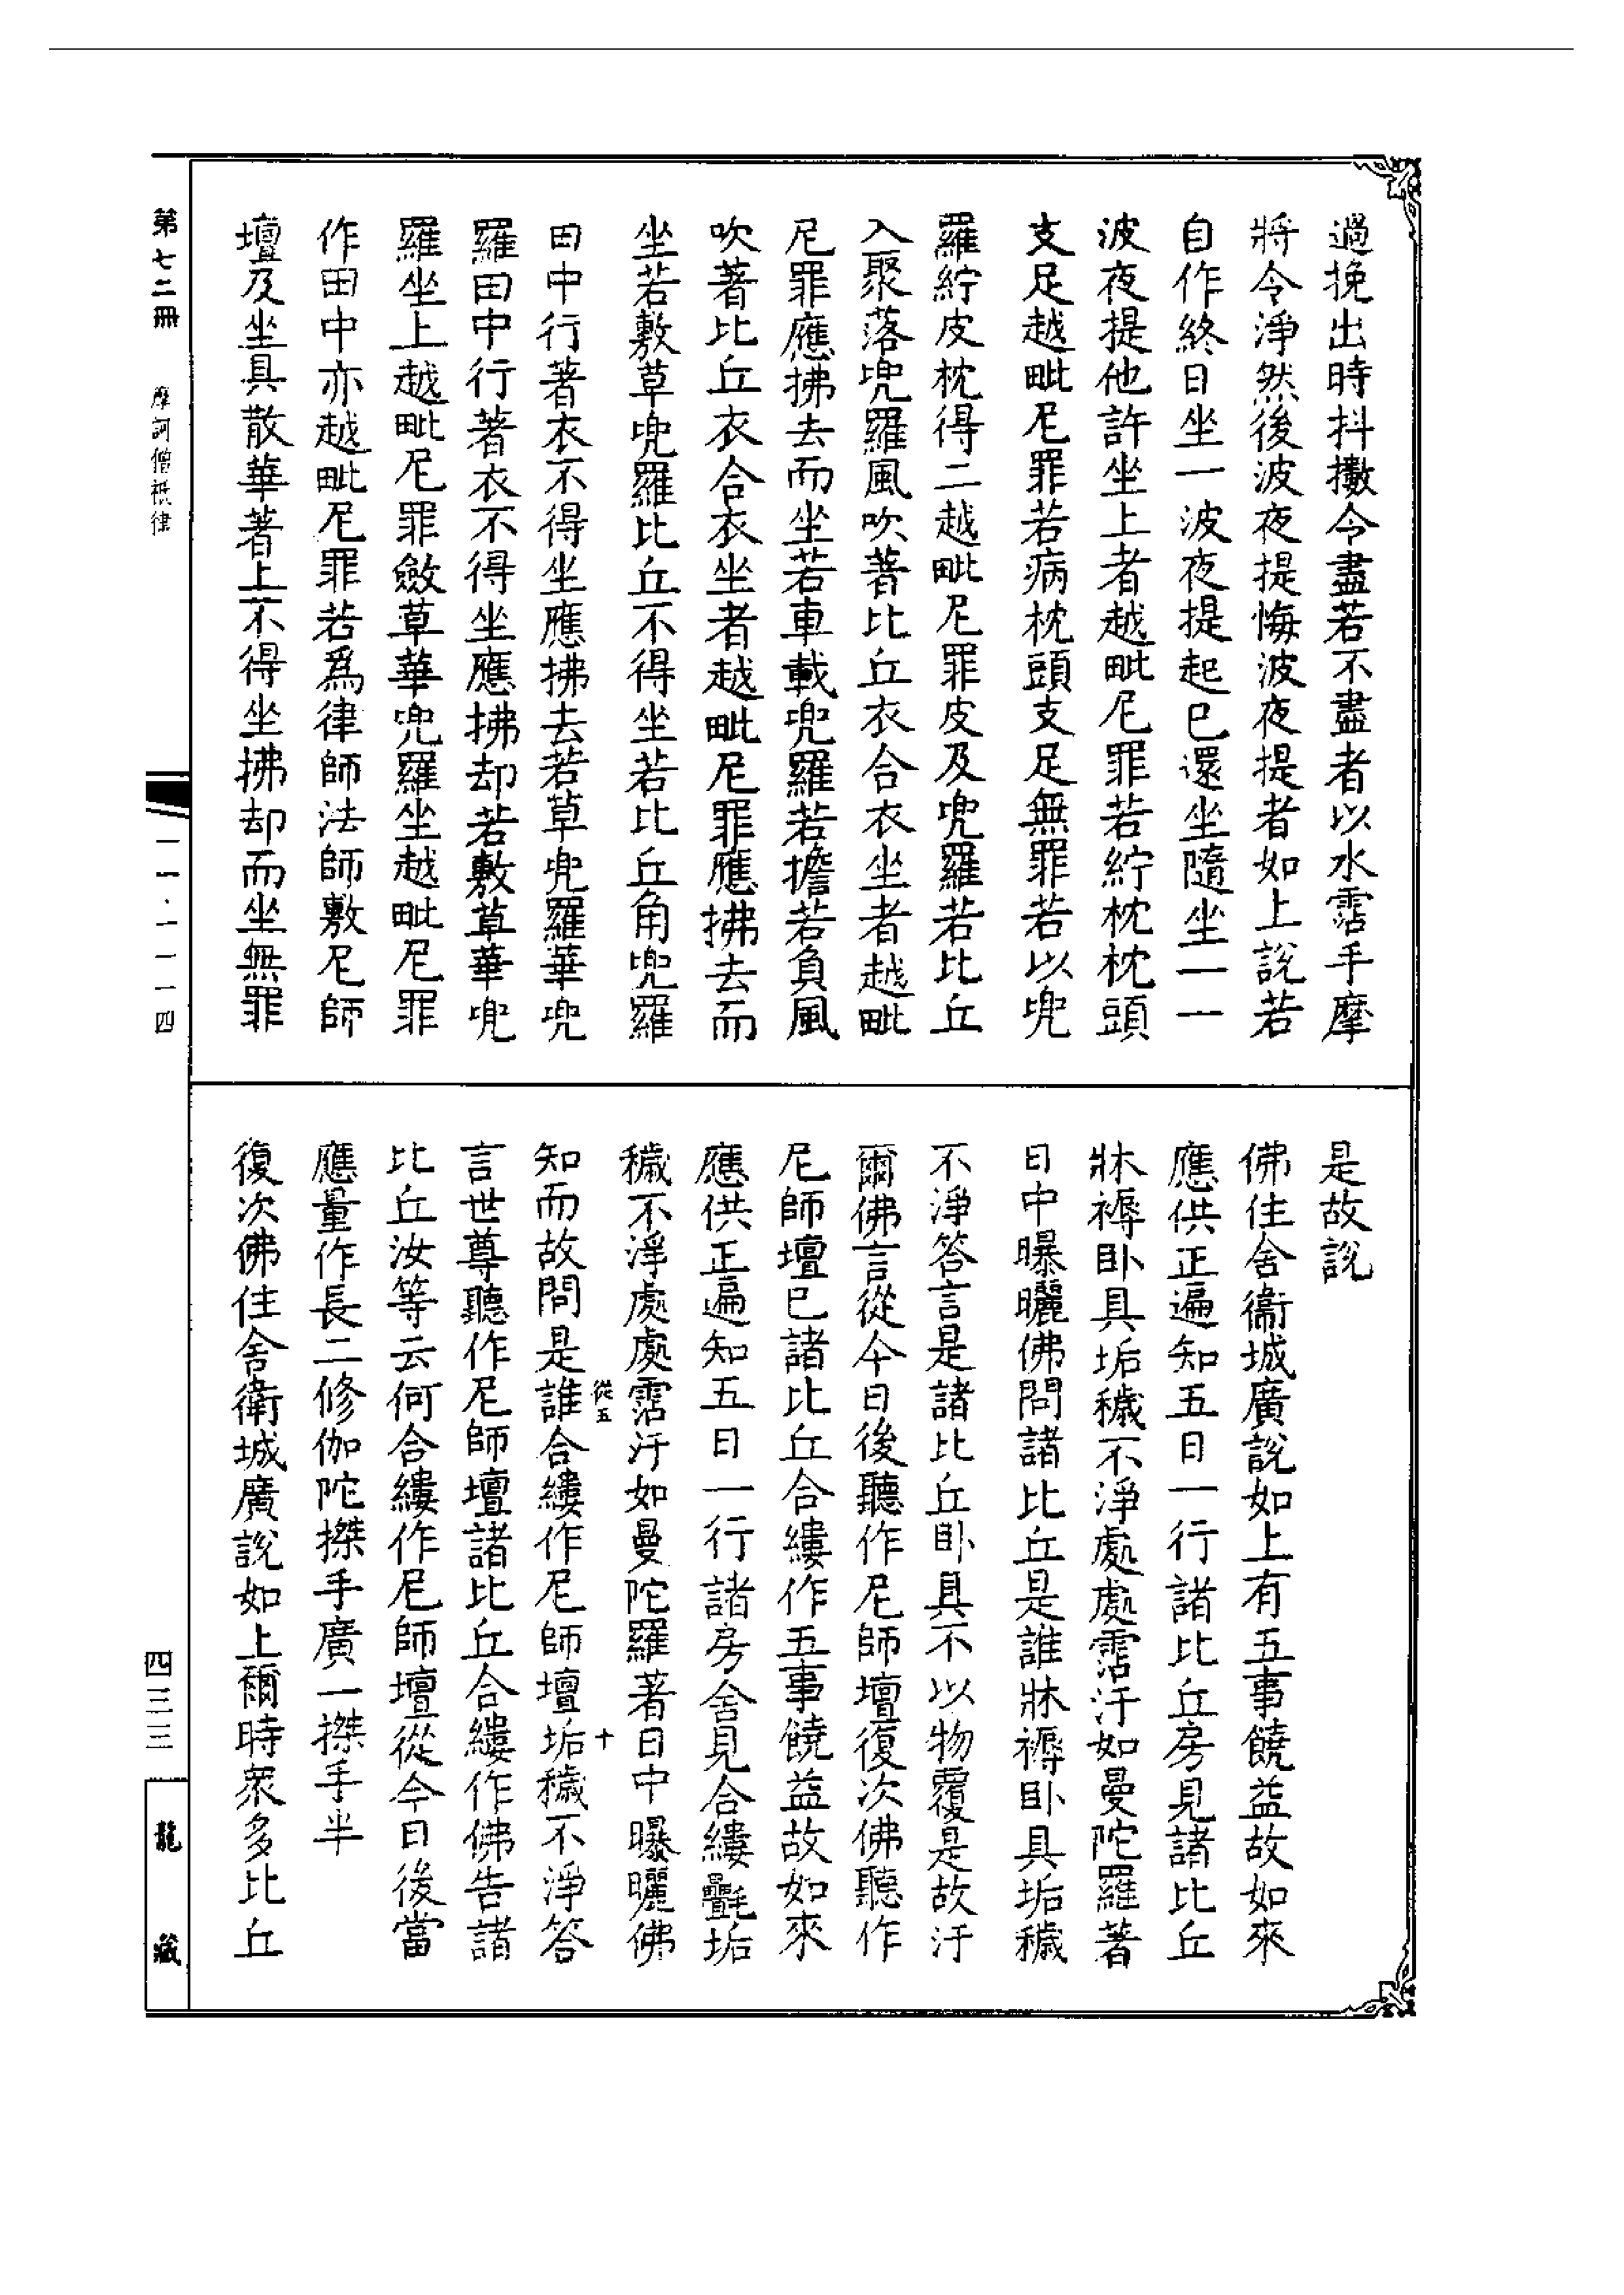 過挽出時抖擻令盡若不盡者以水霑手摩
將令淨然後波夜提悔波夜提者如上說若
自作終日坐一波夜提起已還坐隨坐一一
波夜提他許坐上者越毗尼罪若紵枕枕頭
支足越毗尼罪若病枕頭支足無罪若以兜
羅紵皮枕得二越毗尼罪皮及兜羅若比丘
入聚落兜羅風吹著比丘衣合衣坐者越毗
尼罪應拂去而坐若車載兜羅若擔若負風
吹著比丘衣合衣坐者越毗尼罪應拂去而
坐若敷草兜羅比丘不得坐若比丘角兜羅
田中行著衣不得坐應拂去若草兜羅華兜
羅田中行著衣不得坐應拂却若敷草華兜
羅坐上越毗尼罪斂草華兜羅坐越毗尼罪
作田中亦越毗尼罪若爲律師法師敷尼師
壇及坐具散華著上不得坐拂却而坐無罪
是故說
佛住舍衞城廣說如上有五事饒益故如來
應供正遍知五日一行諸比丘房見諸比丘
牀褥臥具垢穢不淨處處霑汙如曼陀羅著
日中曝曬佛問諸比丘是誰牀褥臥具垢穢
不淨答言是諸比丘臥具不以物覆是故汙
爾佛言從今日後聽作尼師壇復次佛聽作
尼師壇已諸比丘合縷作五事饒益故如來
應供正遍知五日一行諸房舍見合縷氎垢
穢不淨處處霑汙如曼陀羅著日中曝曬佛
從五
十
知而故問是誰合縷作尼師壇垢穢不淨答
言世尊聽作尼師壇諸比丘合縷作佛告諸
比丘汝等云何合縷作尼師壇從今日後當
應量作長二修伽陀搩手廣一搩手半
復次佛住舍衛城廣說如上爾時衆多比丘
第七二冊
摩訶僧祇律
一一·一一一四
四三三
龍藏